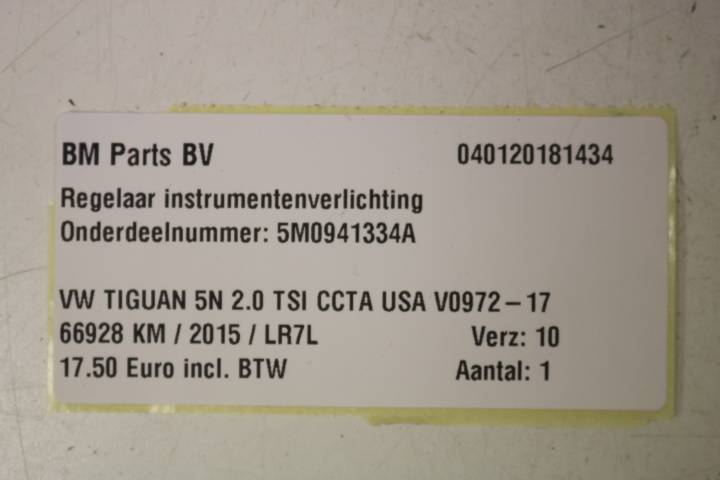 BM Parts BV 040120181434
Regelaar instrumentenverlichting
Onderdeelnummer: 5M0941334A
VW TIGUAN 5N 2.0 TSI CCTA USA V0972-17
66928 KM / 2015 / LR7L Verz: 10
17.50 Euro incl. BTW Aantal: 1